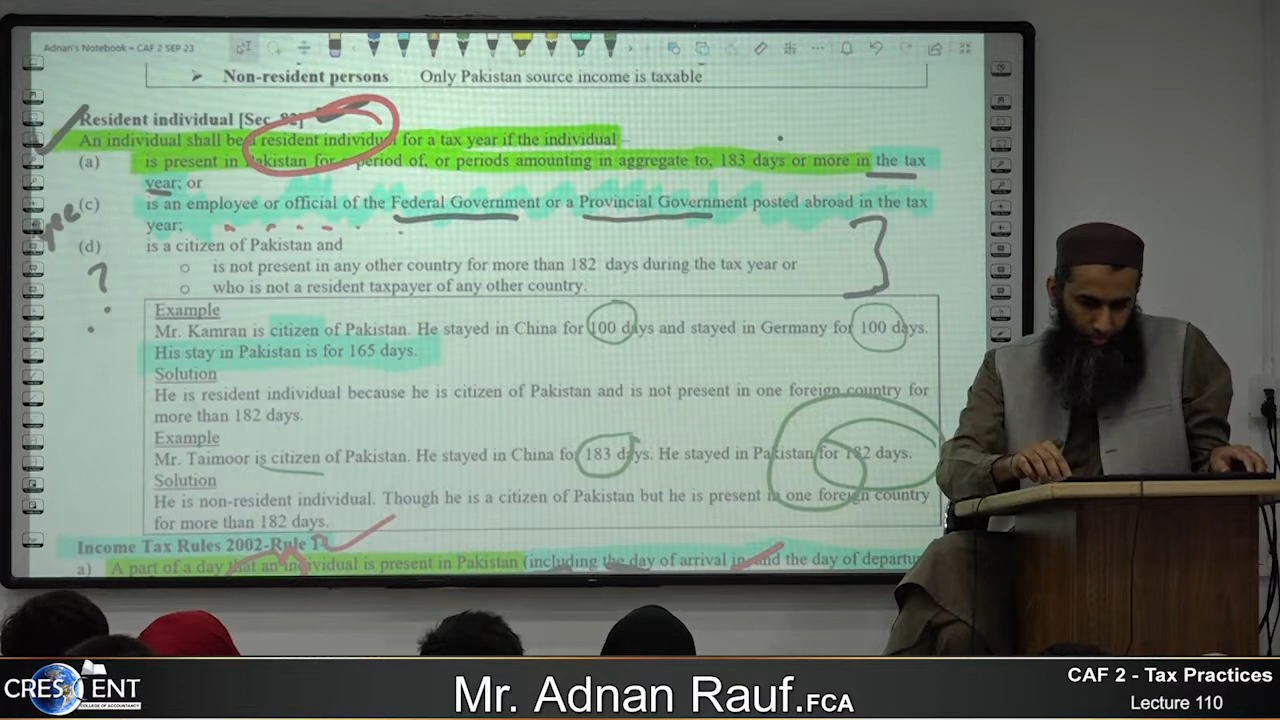 Adnan's Notebook - CAF 2 SEP 23
➤ Non-resident persons Only Pakistan source income is taxable
Resident individual [Sec. 82]
An individual shall be a resident individual for a tax year if the individual
(a) is present in Pakistan for a period of, or periods amounting in aggregate to, 183 days or more in the tax
year; or
(c) is an employee or official of the Federal Government or a Provincial Government posted abroad in the tax
year;
(d) is a citizen of Pakistan and
o is not present in any other country for more than 182 days during the tax year or
o who is not a resident taxpayer of any other country.
?
Example
Mr. Kamran is citizen of Pakistan. He stayed in China for 100 days and stayed in Germany for 100 days.
His stay in Pakistan is for 165 days.
Solution
He is resident individual because he is citizen of Pakistan and is not present in one foreign country for
more than 182 days.
Example
Mr. Taimoor is citizen of Pakistan. He stayed in China for 183 days. He stayed in Pakistan for 182 days.
Solution
He is non-resident individual. Though he is a citizen of Pakistan but he is present in one foreign country
for more than 182 days.
Income Tax Rules 2002-Rule
a) A part of a day that an individual is present in Pakistan (including the day of arrival in, and the day of
CRESCENT
COLLEGE OF ACCOUNTANCY
Mr. Adnan Rauf.FCA
CAF 2 - Tax Practices
Lecture 110